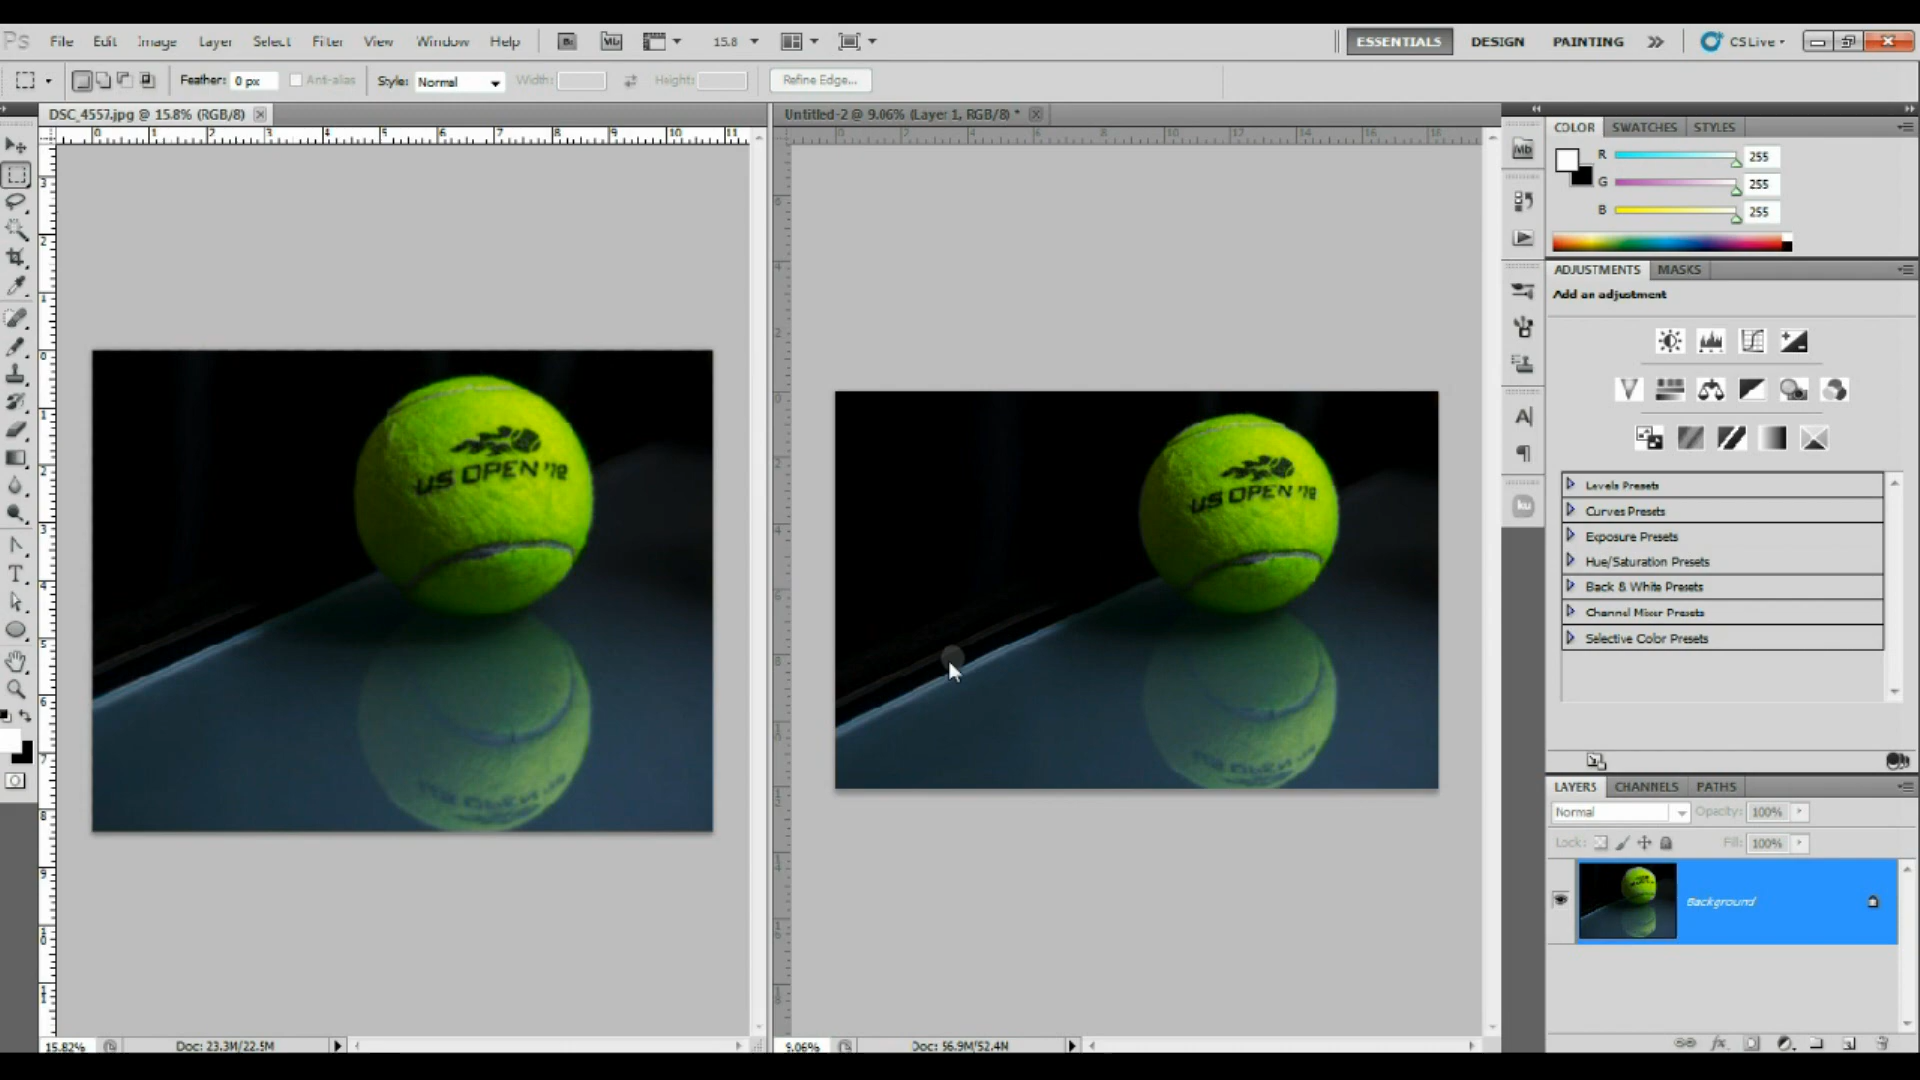 Ps File Edit Image Layer Select Filter View Window Help Br Mb 15.8 ESSENTIALS DESIGN PAINTING CS Live
Feather: 0 px Anti-alias Style: Normal Width: Height: Refine Edge...
DSC_4557.jpg @ 15.8% (RGB/8) Untitled-2 @ 9.06% (Layer 1, RGB/8) *
COLOR SWATCHES STYLES
R 255
G 255
B 255
ADJUSTMENTS MASKS
Add an adjustment
US OPEN '12
US OPEN '12
Levels Presets
Curves Presets
Exposure Presets
Hue/Saturation Presets
Back & White Presets
Channel Mixer Presets
Selective Color Presets
LAYERS CHANNELS PATHS
Normal Opacity: 100%
Lock: Fill: 100%
Background
15.82% Doc: 23.3M/22.5M 9.06% Doc: 56.9M/52.4M